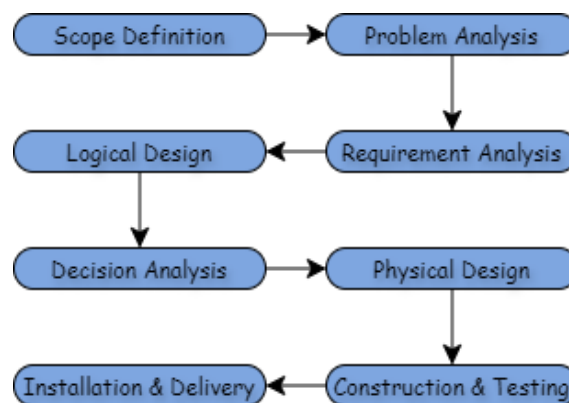 Scope Definition
Problem Analysis
Logical Design
Requirement Analysis
Decision Analysis
Physical Design
Installation & Delivery
Construction & Testing